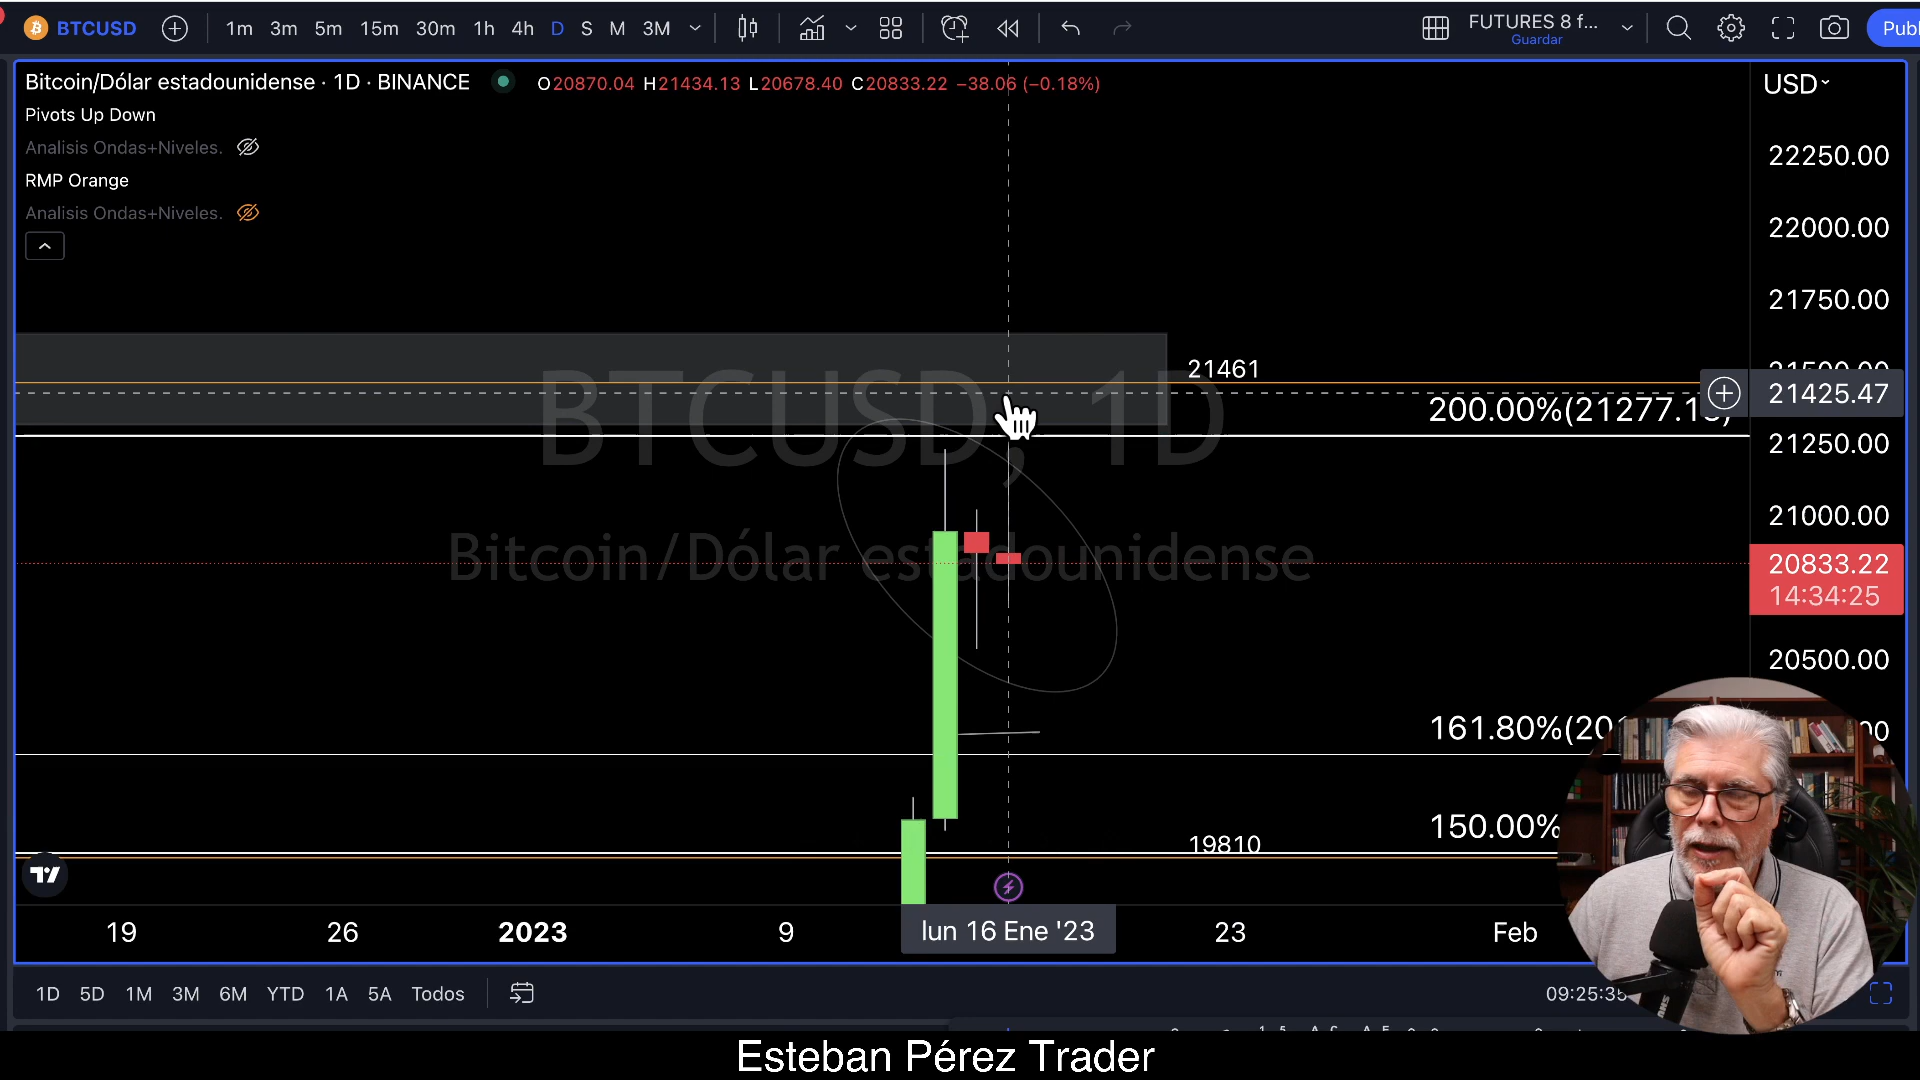 BTCUSD 1m 3m 5m 15m 30m 1h 4h D S M 3M FUTURES 8 f...
Guardar
Bitcoin/Dólar estadounidense · 1D · BINANCE O20870.04 H21434.13 L20678.40 C20833.22 −38.06 (−0.18%) USD
Pivots Up Down
Analisis Ondas+Niveles.
RMP Orange
Analisis Ondas+Niveles.
22250.00
22000.00
21750.00
21500.00
21461
21425.47
200.00%(21277.1
21250.00
BTCUSD, 1D
Bitcoin/Dólar estadounidense
21000.00
20833.22
14:34:25
20500.00
161.80%(20
150.00%
19810
19 26 2023 9 lun 16 Ene '23 23 Feb
1D 5D 1M 3M 6M YTD 1A 5A Todos 09:25:35
Esteban Pérez Trader